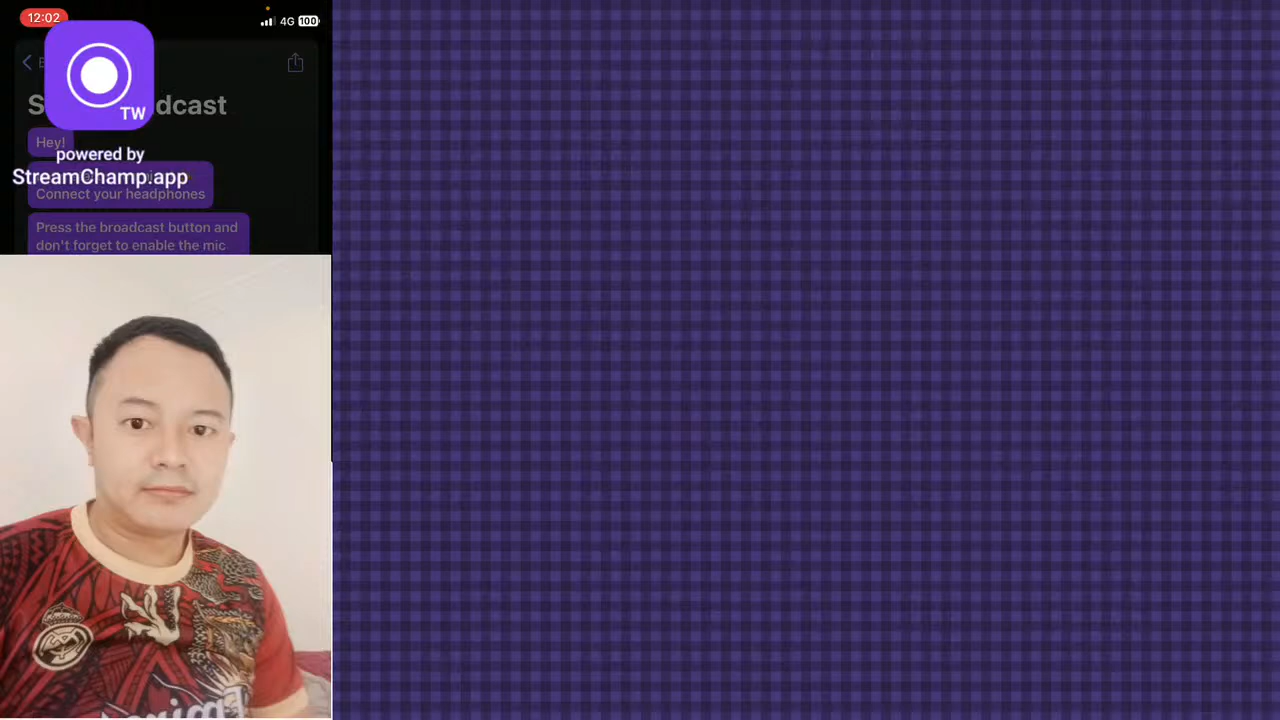 12:02
4G 100
TW
Hey!
powered by
StreamChamp.app
Connect your headphones
Press the broadcast button and
don't forget to enable the mic